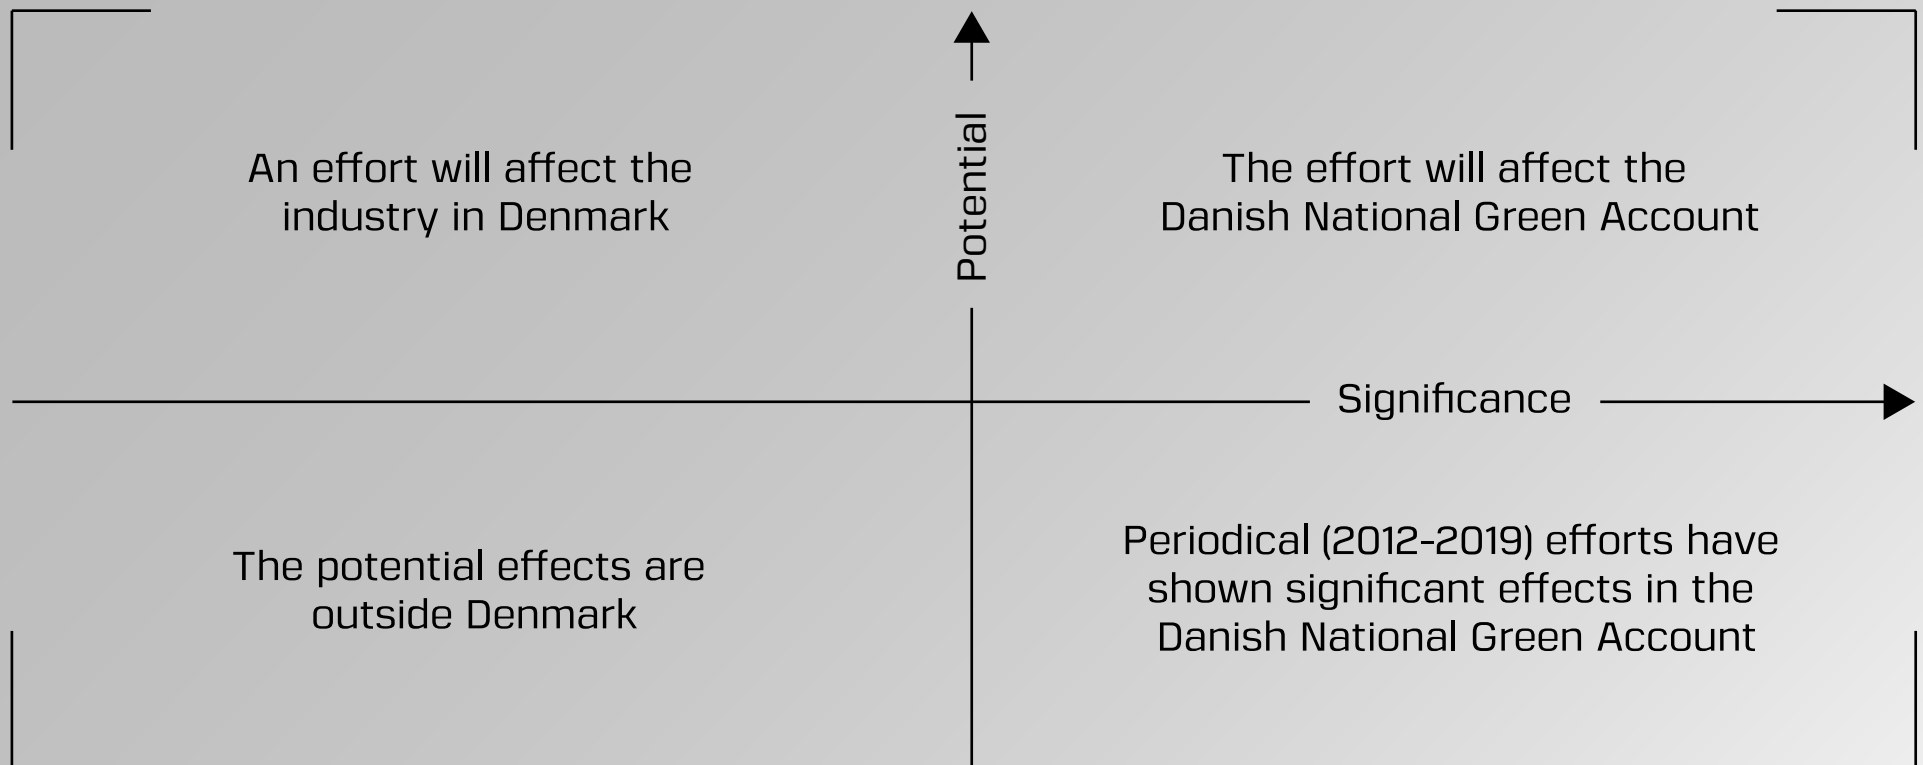 An effort will affect the
industry in Denmark
Potential
The effort will affect the
Danish National Green Account
Significance
The potential effects are
outside Denmark
Periodical (2012-2019) efforts have
shown significant effects in the
Danish National Green Account